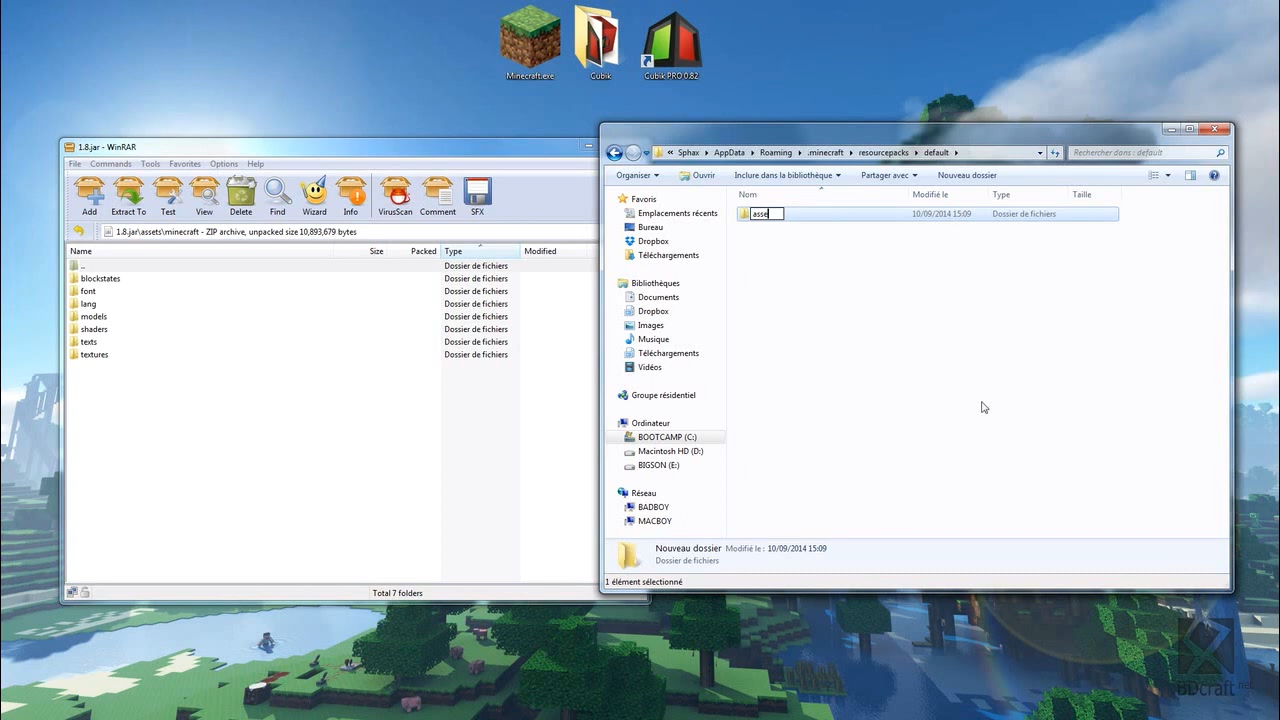 Minecraft.exe
Cubik
Cubik PRO 0.82
1.8.jar - WinRAR
File Commands Tools Favorites Options Help
Add Extract To Test View Delete Find Wizard Info VirusScan Comment SFX
1.8.jar\assets\minecraft - ZIP archive, unpacked size 10,893,679 bytes
Name Size Packed Type Modified
.. Dossier de fichiers
blockstates Dossier de fichiers
font Dossier de fichiers
lang Dossier de fichiers
models Dossier de fichiers
shaders Dossier de fichiers
texts Dossier de fichiers
textures Dossier de fichiers
Total 7 folders
« Sphax AppData Roaming .minecraft resourcepacks default
Rechercher dans : default
Organiser Ouvrir Inclure dans la bibliothèque Partager avec Nouveau dossier
Favoris
Emplacements récents
Bureau
Dropbox
Téléchargements
Bibliothèques
Documents
Dropbox
Images
Musique
Téléchargements
Vidéos
Groupe résidentiel
Ordinateur
BOOTCAMP (C:)
Macintosh HD (D:)
BIGSON (E:)
Réseau
BADBOY
MACBOY
Nom Modifié le Type Taille
asse 10/09/2014 15:09 Dossier de fichiers
Nouveau dossier Modifié le : 10/09/2014 15:09
Dossier de fichiers
1 élément sélectionné
BDcraft.net